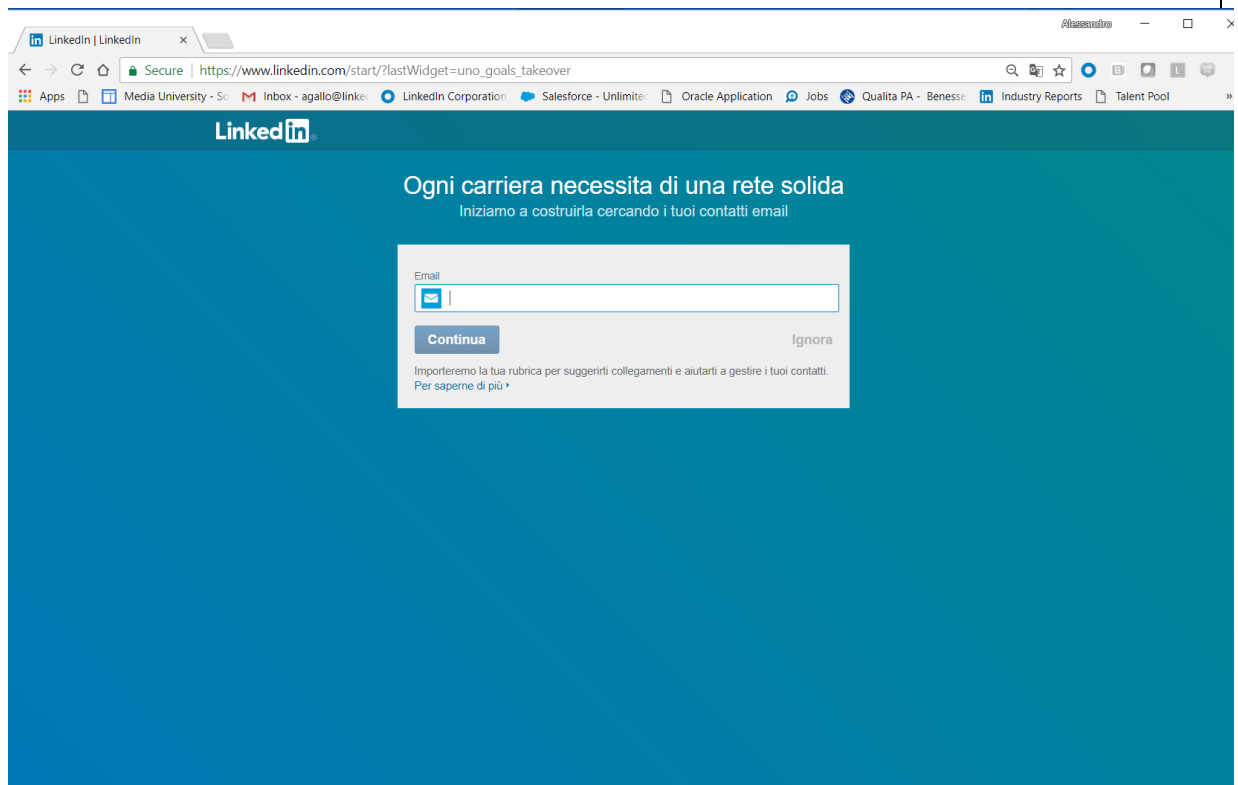 Alessandro
LinkedIn | LinkedIn
Secure | https://www.linkedin.com/start/?lastWidget=uno_goals_takeover
Apps Media University - So Inbox - agallo@linke LinkedIn Corporation Salesforce - Unlimited Oracle Application Jobs Qualita PA - Benesse Industry Reports Talent Pool »
Linked in
Ogni carriera necessita di una rete solida
Iniziamo a costruirla cercando i tuoi contatti email
Email
Continua Ignora
Importeremo la tua rubrica per suggerirti collegamenti e aiutarti a gestire i tuoi contatti.
Per saperne di più